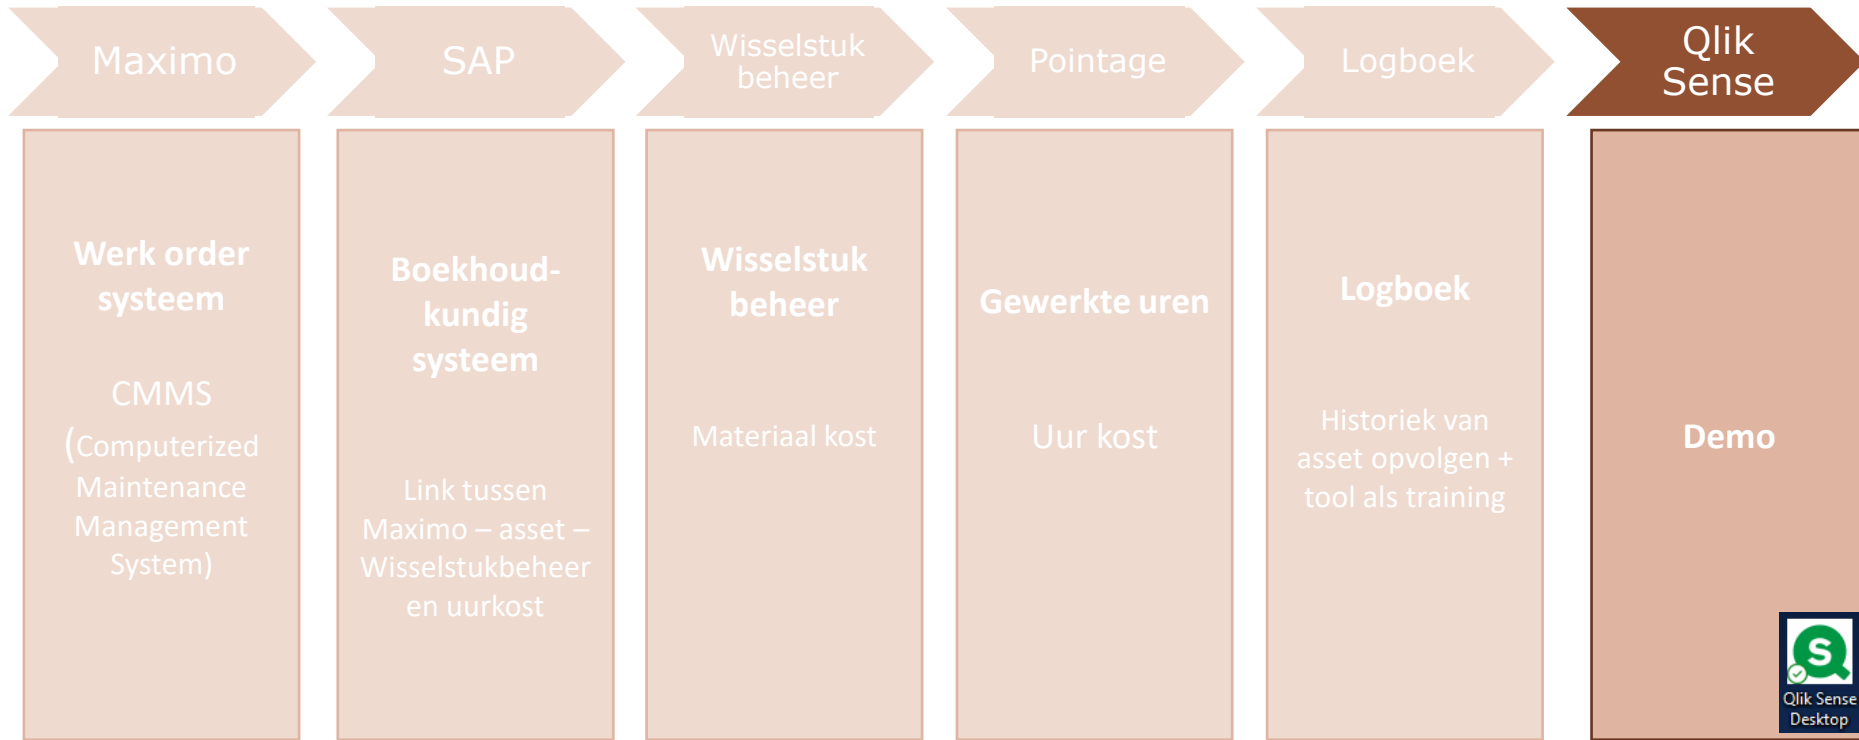 Maximo
SAP
Wisselstuk
beheer
Pointage
Logboek
Qlik
Sense
Werk order
systeem
CMMS
(Computerized
Maintenance
Management
System)
Boekhoud-
kundig
systeem
Link tussen
Maximo – asset –
Wisselstukbeheer
en uurkost
Wisselstuk
beheer
Materiaal kost
Gewerkte uren
Uur kost
Logboek
Historiek van
asset opvolgen +
tool als training
Demo
S
Qlik Sense
Desktop